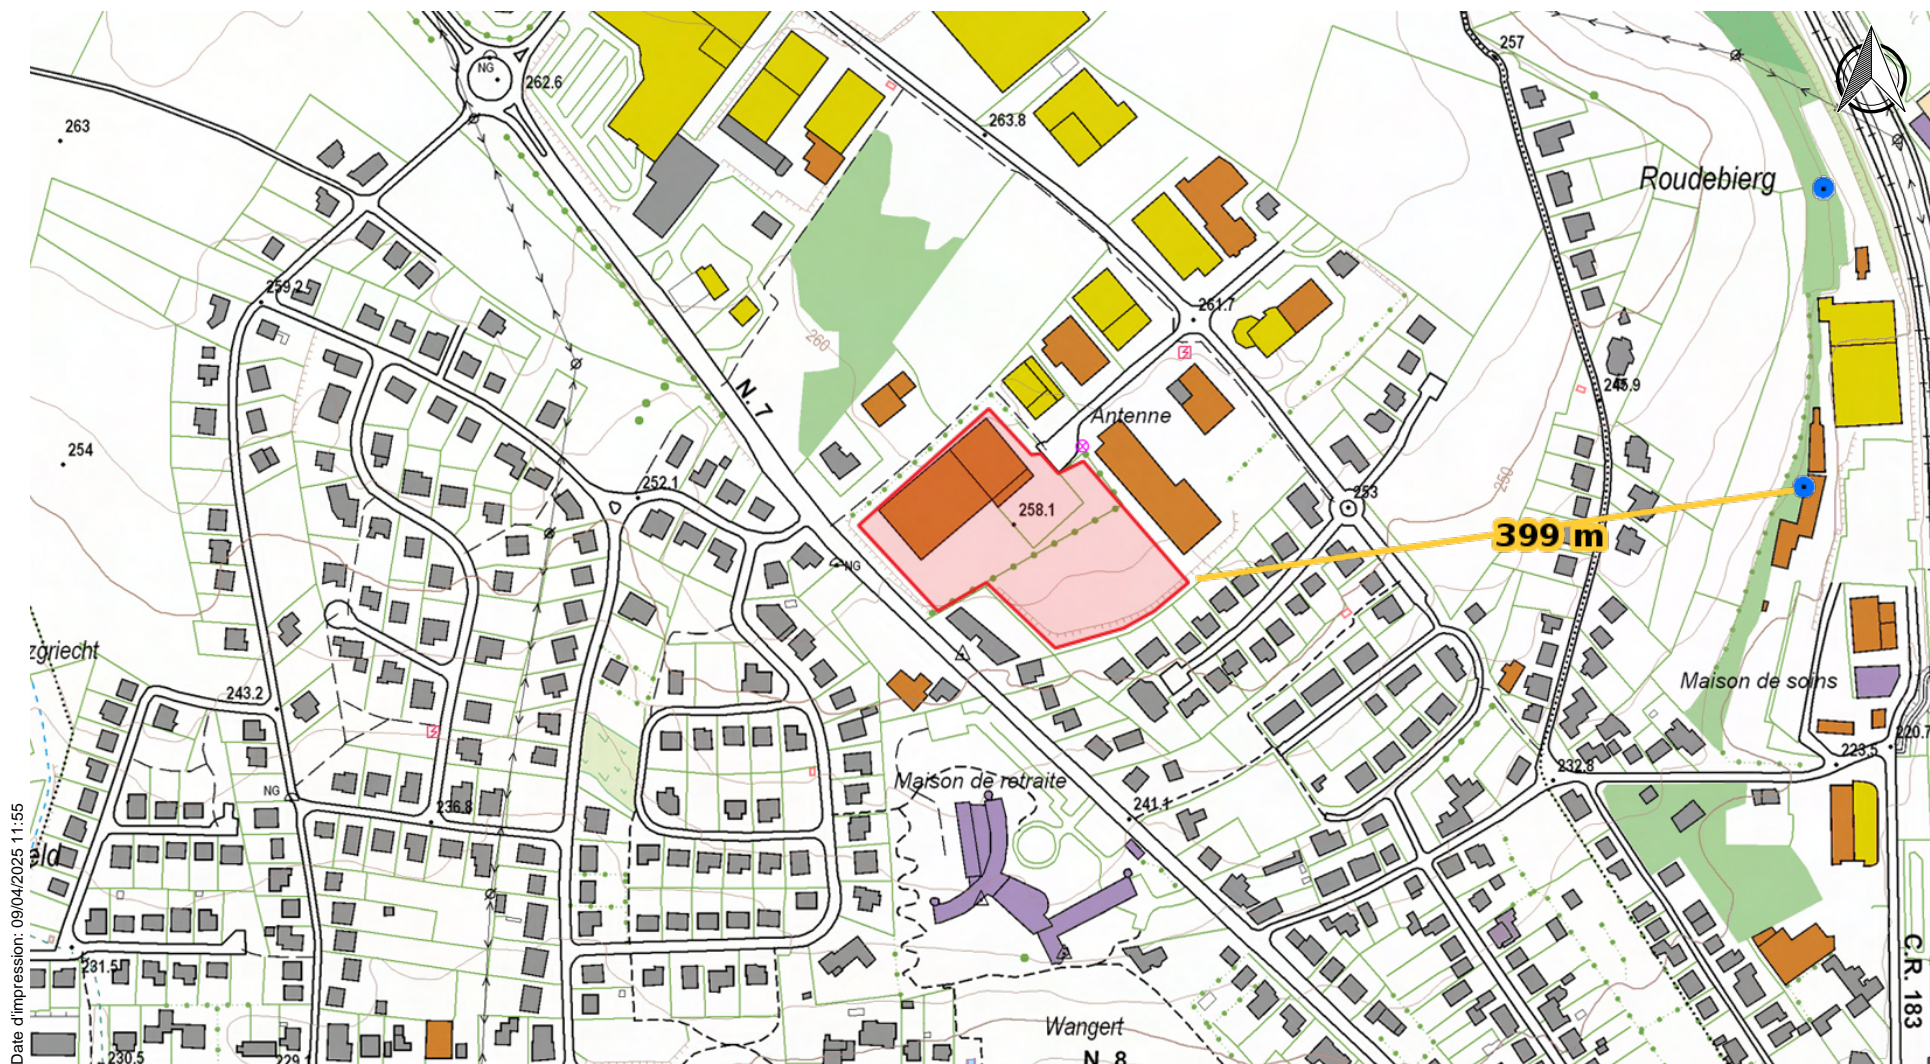 257
NG
262.6
263.8
263
Roudebierg
259.2
261.7
260
N. 7
245.9
Antenne
254
250
253
252.1
258.1
399 m
NG
zgriecht
Maison de soins
243.2
220.7
223.5
232.8
Maison de retraite
NG
236.8
241.1
eld
Date d'impression: 09/04/2025 11:55
C.R. 183
231.5
Wangert
230.5
229.1
N. 8